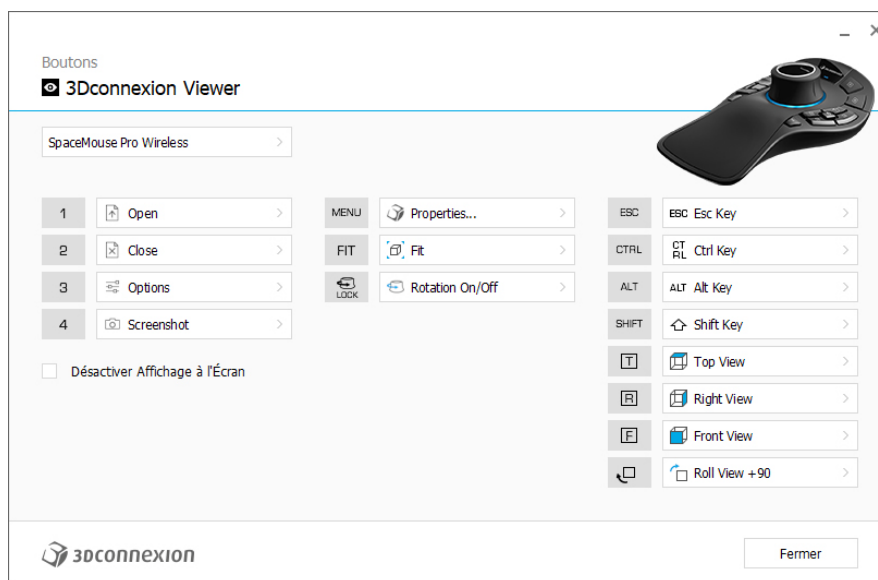 Boutons
3Dconnexion Viewer
SpaceMouse Pro Wireless
1 Open
2 Close
3 Options
4 Screenshot
Désactiver Affichage à l'Écran
MENU Properties...
FIT Fit
LOCK Rotation On/Off
ESC ESC Esc Key
CTRL CTRL Ctrl Key
ALT ALT Alt Key
SHIFT Shift Key
T Top View
R Right View
F Front View
Roll View +90
3Dconnexion
Fermer